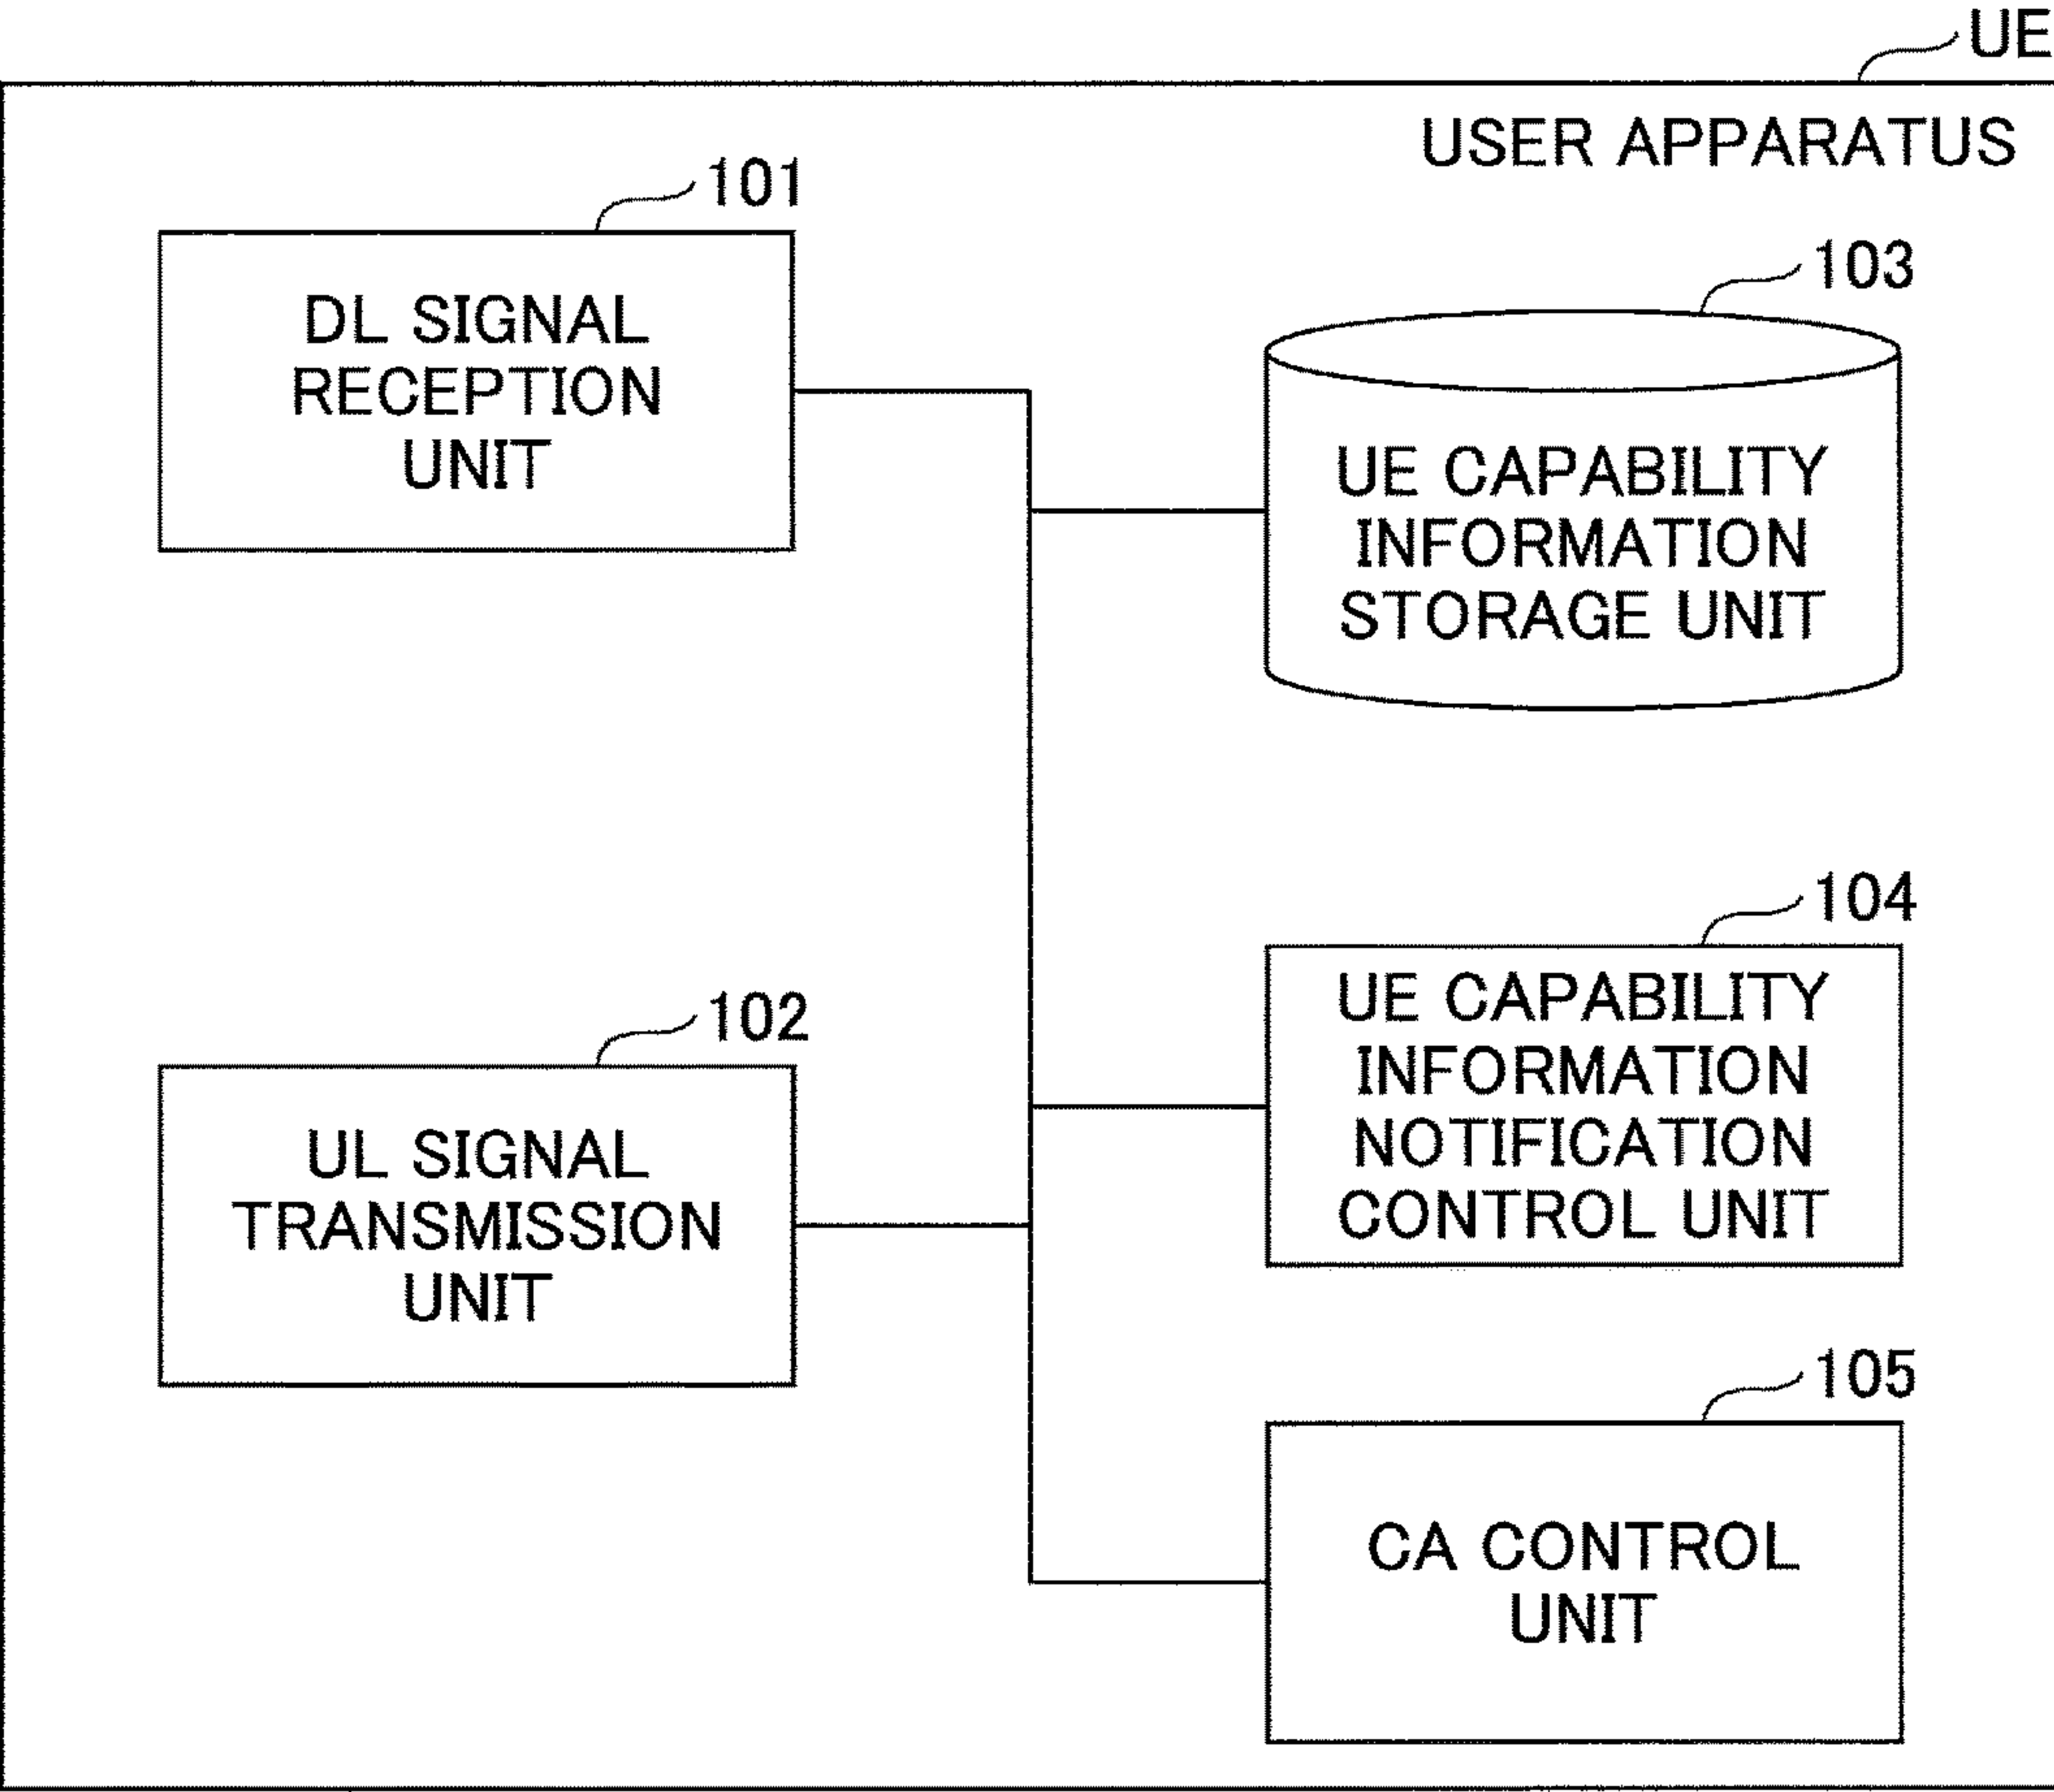 UE
USER APPARATUS
101
DL SIGNAL
RECEPTION
UNIT
103
UE CAPABILITY
INFORMATION
STORAGE UNIT
102
UL SIGNAL
TRANSMISSION
UNIT
104
UE CAPABILITY
INFORMATION
NOTIFICATION
CONTROL UNIT
105
CA CONTROL
UNIT